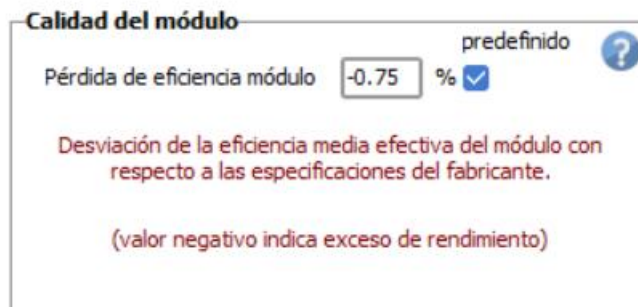 Calidad del módulo
predefinido
?
Pérdida de eficiencia módulo -0.75 %
Desviación de la eficiencia media efectiva del módulo con
respecto a las especificaciones del fabricante.
(valor negativo indica exceso de rendimiento)